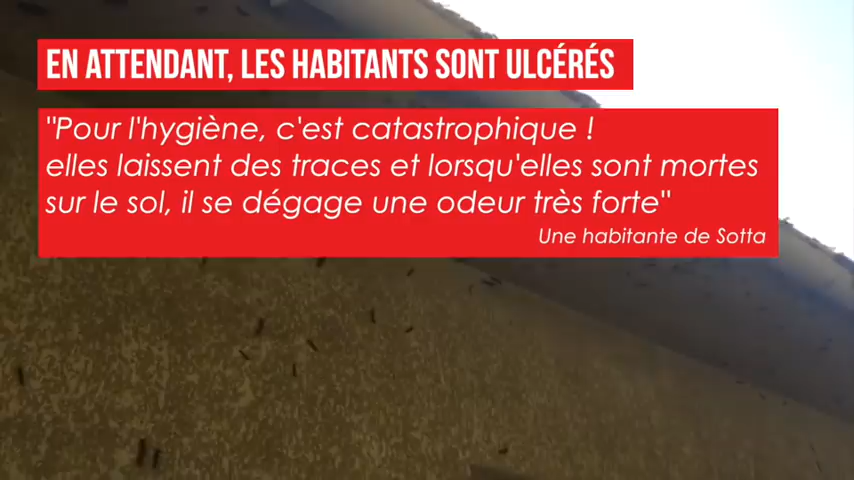 EN ATTENDANT, LES HABITANTS SONT ULCÉRÉS
"Pour l'hygiène, c'est catastrophique !
elles laissent des traces et lorsqu'elles sont mortes
sur le sol, il se dégage une odeur très forte"
Une habitante de Sotta